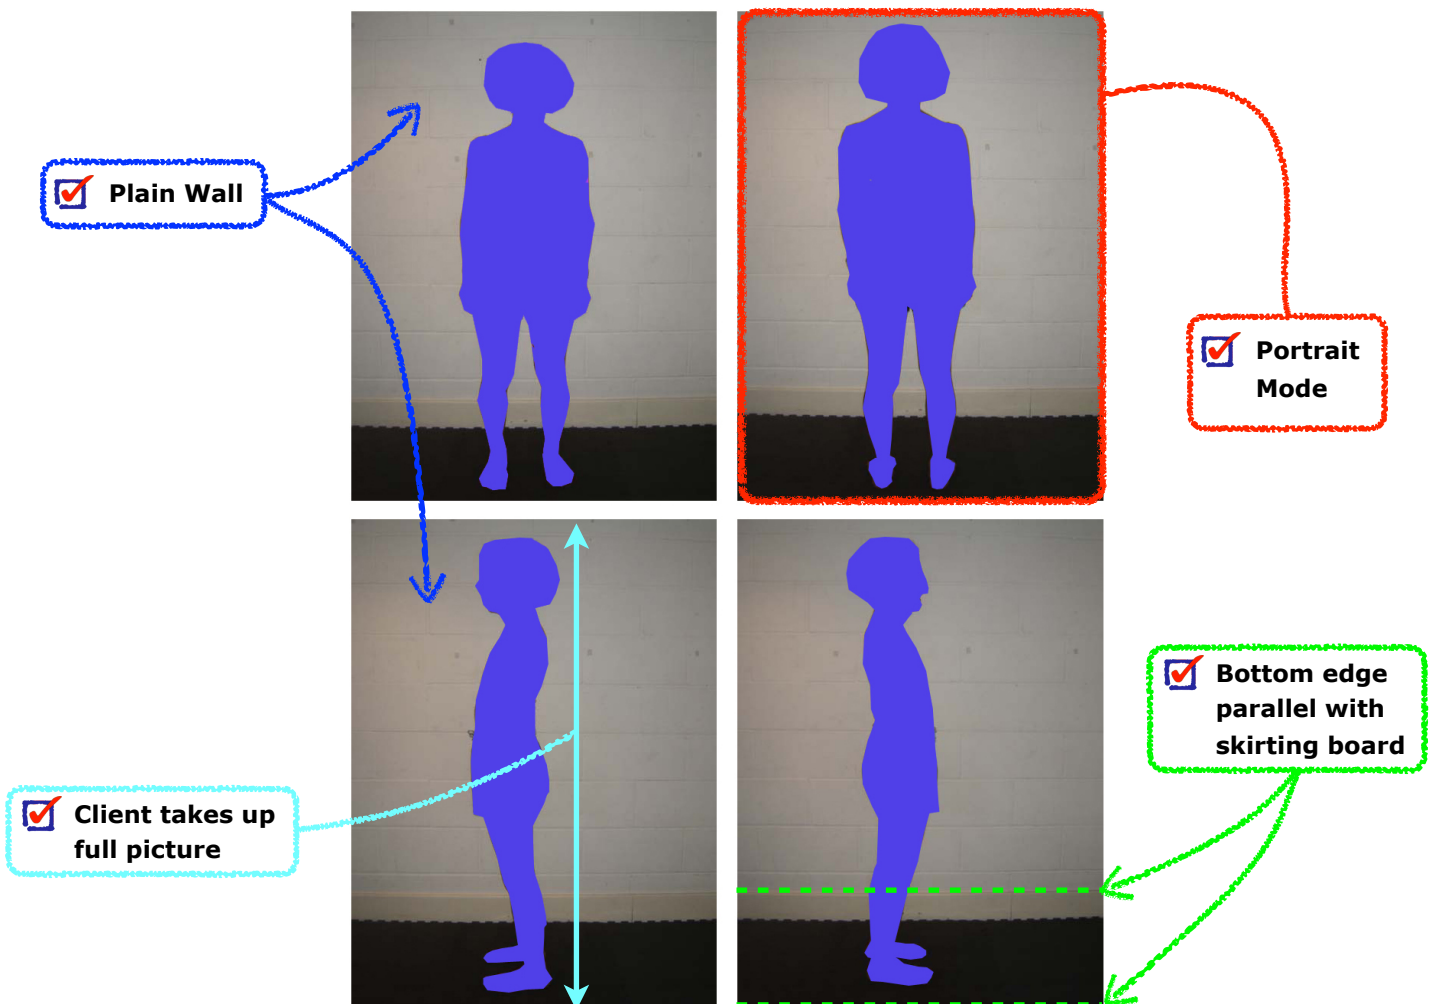 Plain Wall
Portrait
Mode
Bottom edge
parallel with
skirting board
Client takes up
full picture